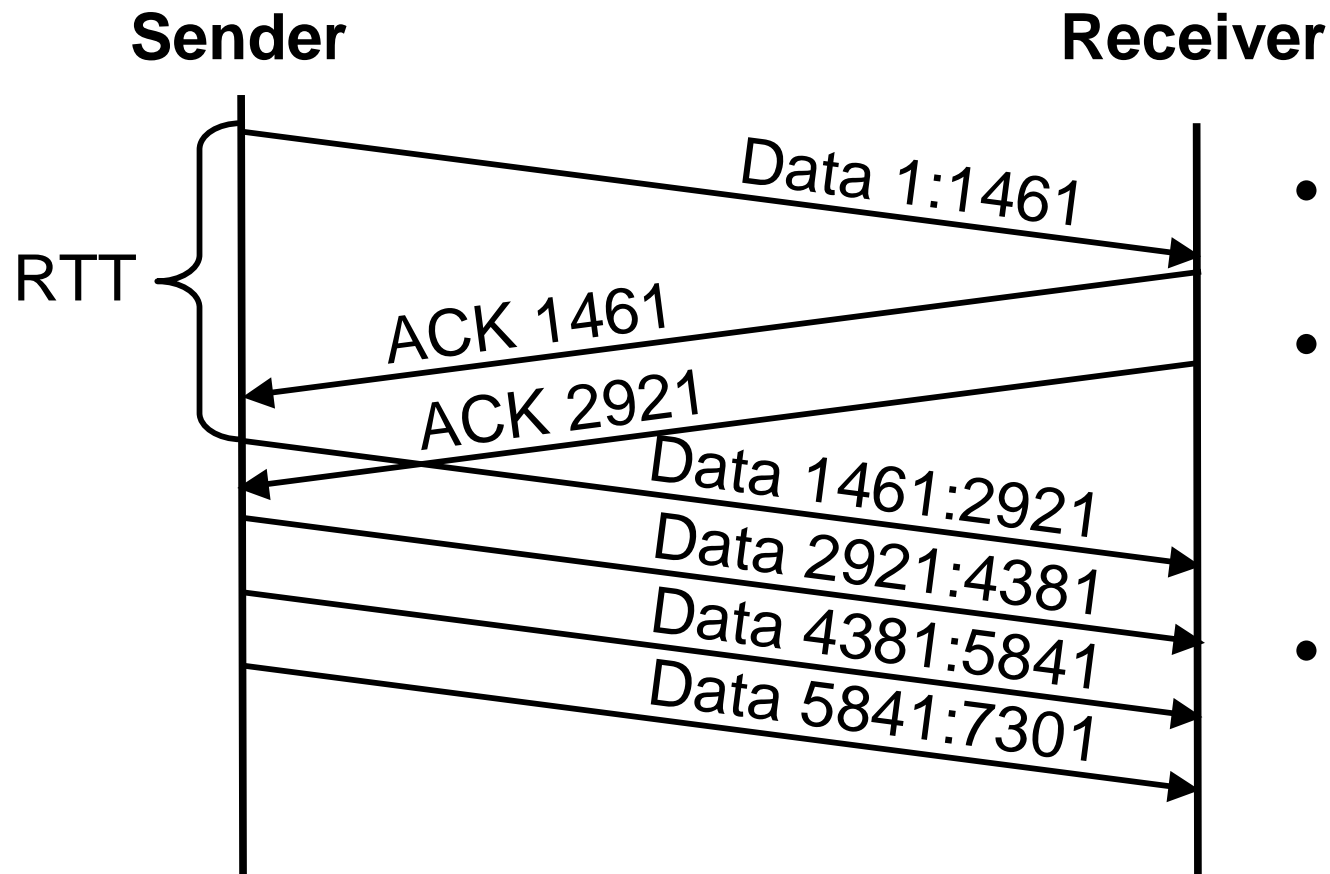 Sender
Receiver
Data 1:1461
•
RTT
ACK 1461
•
ACK 2921
Data 1461:2921
Data 2921:4381
Data 4381:5841
•
Data 5841:7301